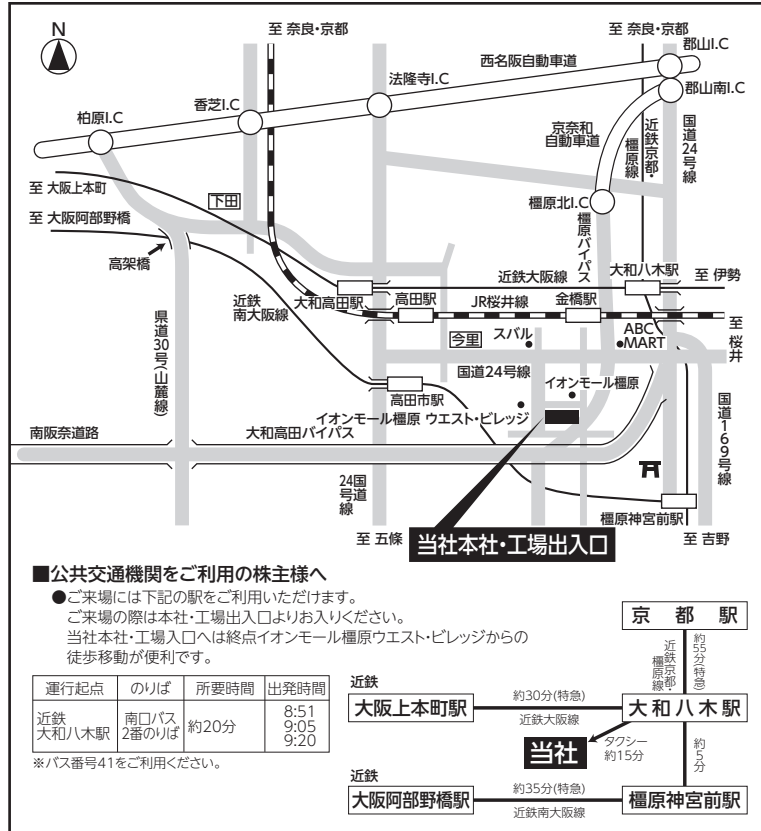 N
至 奈良・京都
至 奈良・京都
郡山I.C
西名阪自動車道
法隆寺I.C
郡山南I.C
香芝I.C
柏原I.C
京奈和
自動車道
近鉄京都・
橿原線
国道24号線
至 大阪上本町
下田
橿原北I.C
至 大阪阿部野橋
橿原バイパス
高架橋
大和八木駅
近鉄大阪線
至 伊勢
近鉄
南大阪線
大和高田駅
高田駅
JR桜井線
金橋駅
至 桜井
県道30号(山麓線)
今里
スバル
ABC
MART
国道24号線
イオンモール橿原
高田市駅
イオンモール橿原 ウエスト・ビレッジ
国道169号線
南阪奈道路
大和高田バイパス
国道
24号線
橿原神宮前駅
至 五條
至 吉野
当社本社・工場出入口
■公共交通機関をご利用の株主様へ
●ご来場には下記の駅をご利用いただけます。
ご来場の際は本社・工場出入口よりお入りください。
当社本社・工場入口へは終点イオンモール橿原ウエスト・ビレッジからの
徒歩移動が便利です。
運行起点 のりば 所要時間 出発時間
近鉄
大和八木駅
南口バス
2番のりば
約20分
8:51
9:05
9:20
※バス番号41をご利用ください。
京都駅
近鉄京都・
橿原線
約55分(特急)
近鉄
大阪上本町駅
約30分(特急)
近鉄大阪線
大和八木駅
当社
タクシー
約15分
約5分
近鉄
大阪阿部野橋駅
約35分(特急)
近鉄南大阪線
橿原神宮前駅